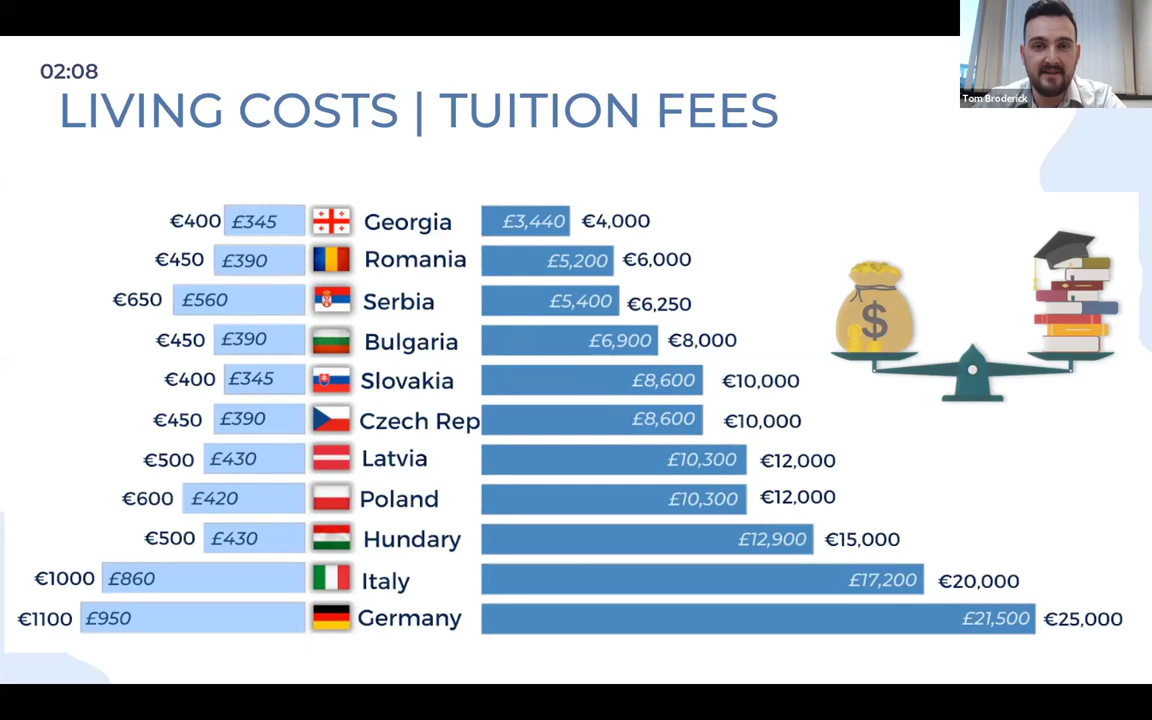 Tom Broderick
02:08
LIVING COSTS | TUITION FEES
€400 £345 Georgia £3,440 €4,000
€450 £390 Romania £5,200 €6,000
€650 £560 Serbia £5,400 €6,250
€450 £390 Bulgaria £6,900 €8,000
€400 £345 Slovakia £8,600 €10,000
€450 £390 Czech Rep £8,600 €10,000
€500 £430 Latvia £10,300 €12,000
€600 £420 Poland £10,300 €12,000
€500 £430 Hundary £12,900 €15,000
€1000 £860 Italy £17,200 €20,000
€1100 £950 Germany £21,500 €25,000
$